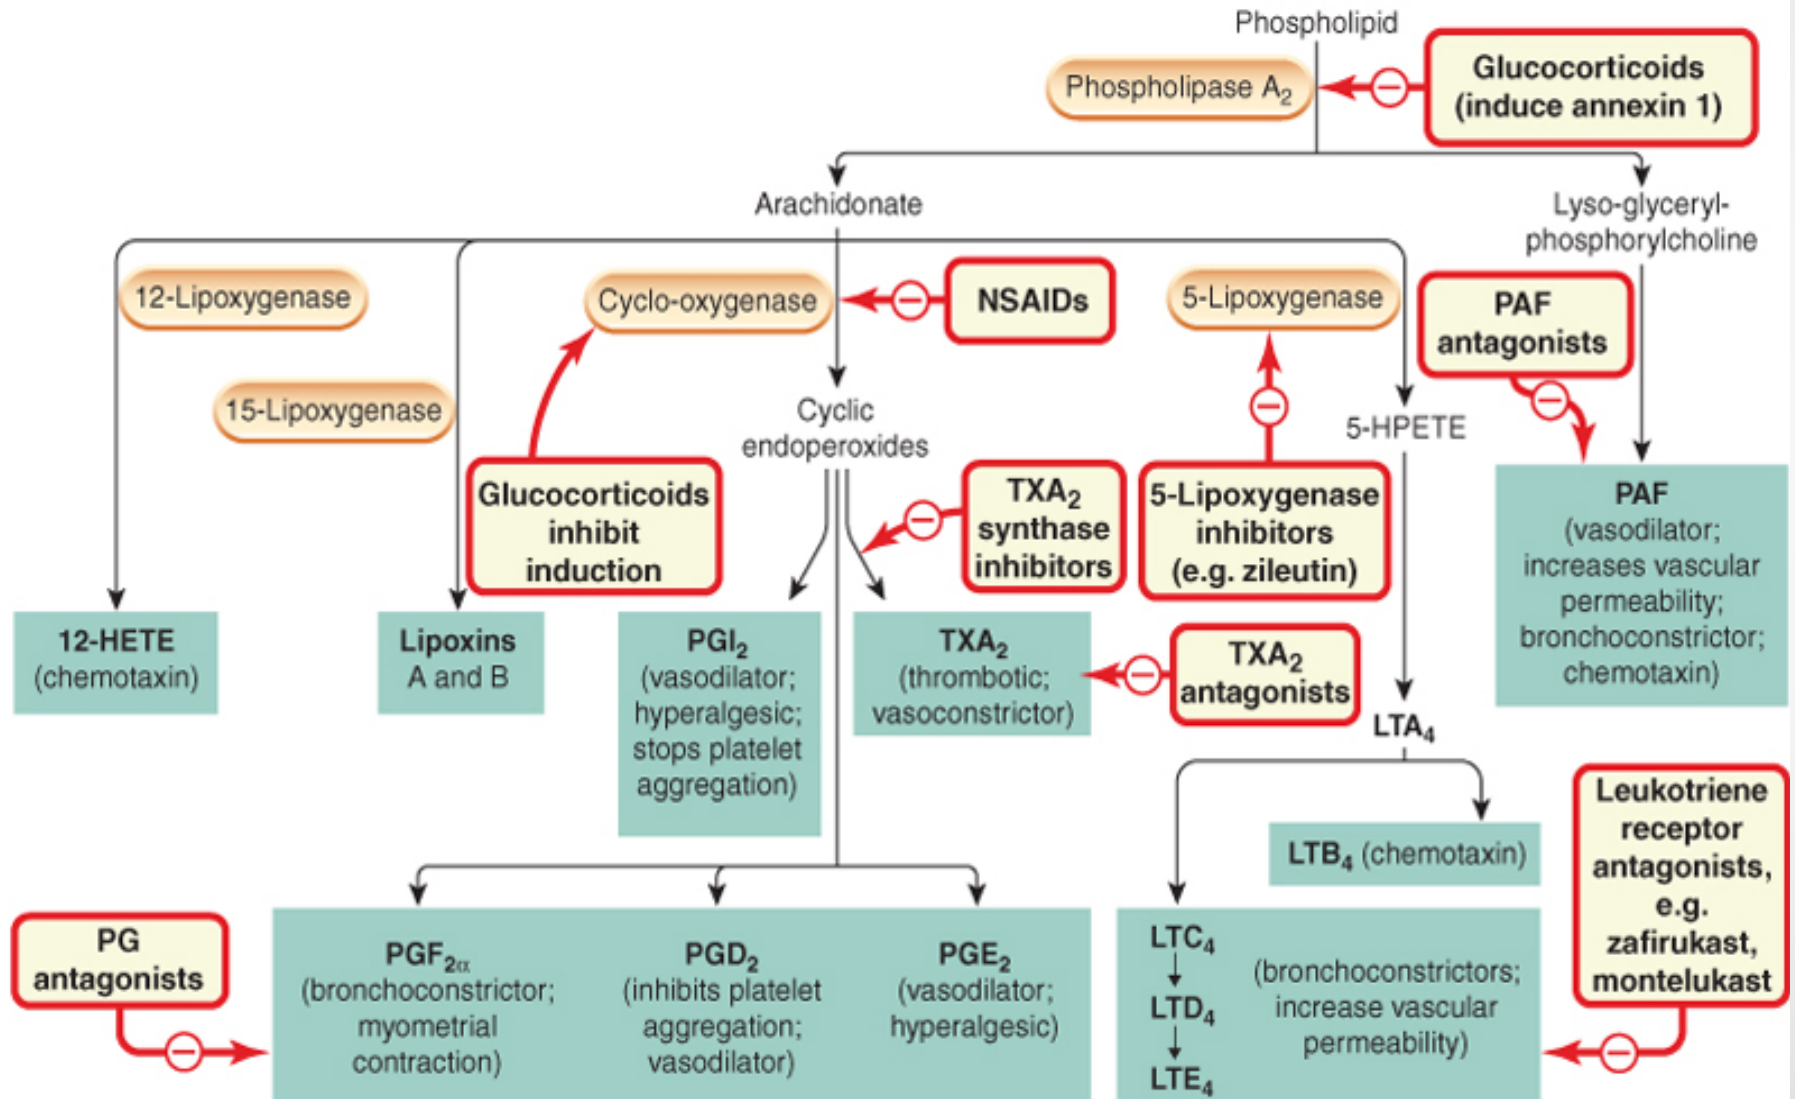 Phospholipid
Phospholipase A₂
Glucocorticoids
(induce annexin 1)
Arachidonate
Lyso-glyceryl-
phosphorylcholine
12-Lipoxygenase
Cyclo-oxygenase
NSAIDs
5-Lipoxygenase
PAF
antagonists
15-Lipoxygenase
Cyclic
endoperoxides
5-HPETE
Glucocorticoids
inhibit
induction
TXA₂
synthase
inhibitors
5-Lipoxygenase
inhibitors
(e.g. zileutin)
PAF
(vasodilator;
increases vascular
permeability;
bronchoconstrictor;
chemotaxin)
12-HETE
(chemotaxin)
Lipoxins
A and B
PGI₂
(vasodilator;
hyperalgesic;
stops platelet
aggregation)
TXA₂
(thrombotic;
vasoconstrictor)
TXA₂
antagonists
LTA₄
LTB₄ (chemotaxin)
Leukotriene
receptor
antagonists,
e.g.
zafirukast,
montelukast
PG
antagonists
PGF₂α
(bronchoconstrictor;
myometrial
contraction)
PGD₂
(inhibits platelet
aggregation;
vasodilator)
PGE₂
(vasodilator;
hyperalgesic)
LTC₄
LTD₄
LTE₄
(bronchoconstrictors;
increase vascular
permeability)